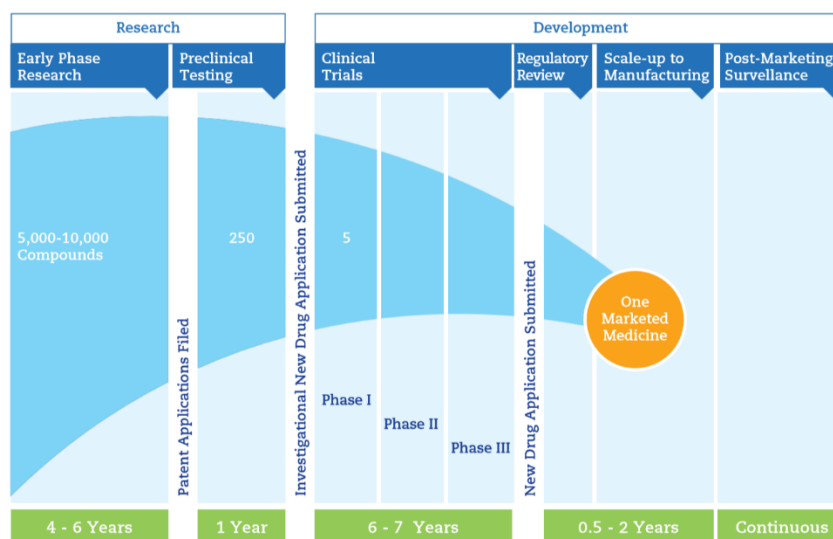 Research
Development
Early Phase
Research
Preclinical
Testing
Clinical
Trials
Regulatory
Review
Scale-up to
Manufacturing
Post-Marketing
Survellance
5,000-10,000
Compounds
Patent Applications Filed
250
Investigational New Drug Application Submitted
5
Phase I
Phase II
Phase III
New Drug Application Submitted
One
Marketed
Medicine
4 - 6 Years
1 Year
6 - 7 Years
0.5 - 2 Years
Continuous